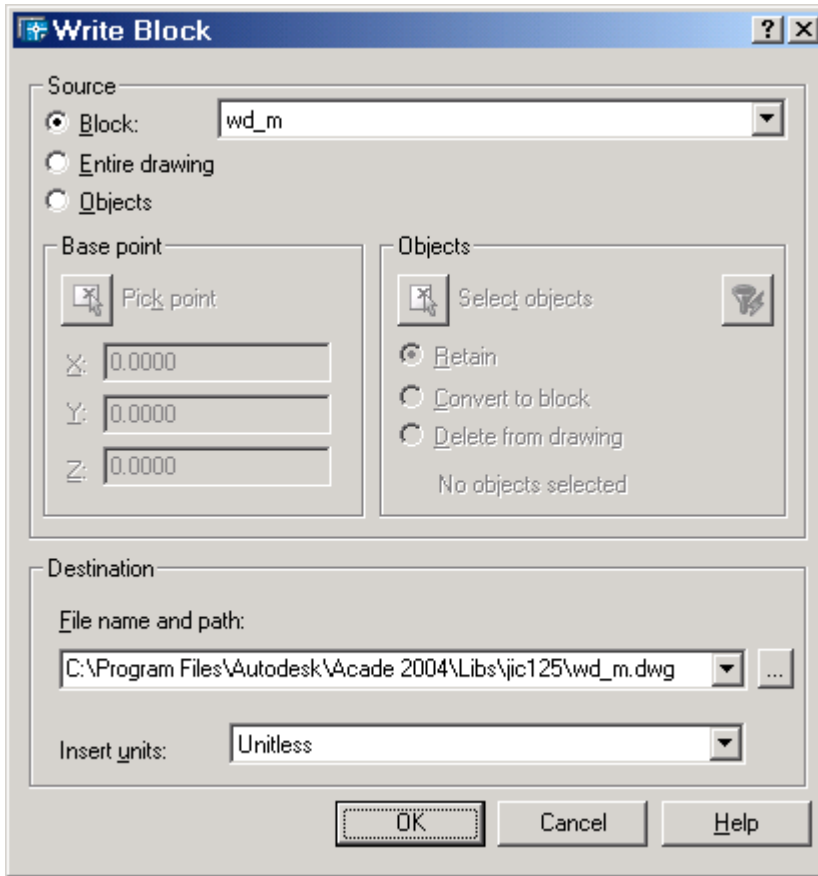 Write Block
Source
Block: wd_m
Entire drawing
Objects
Base point
Pick point
X: 0.0000
Y: 0.0000
Z: 0.0000
Objects
Select objects
Retain
Convert to block
Delete from drawing
No objects selected
Destination
File name and path:
C:\Program Files\Autodesk\Acade 2004\Libs\jic125\wd_m.dwg ...
Insert units: Unitless
OK Cancel Help